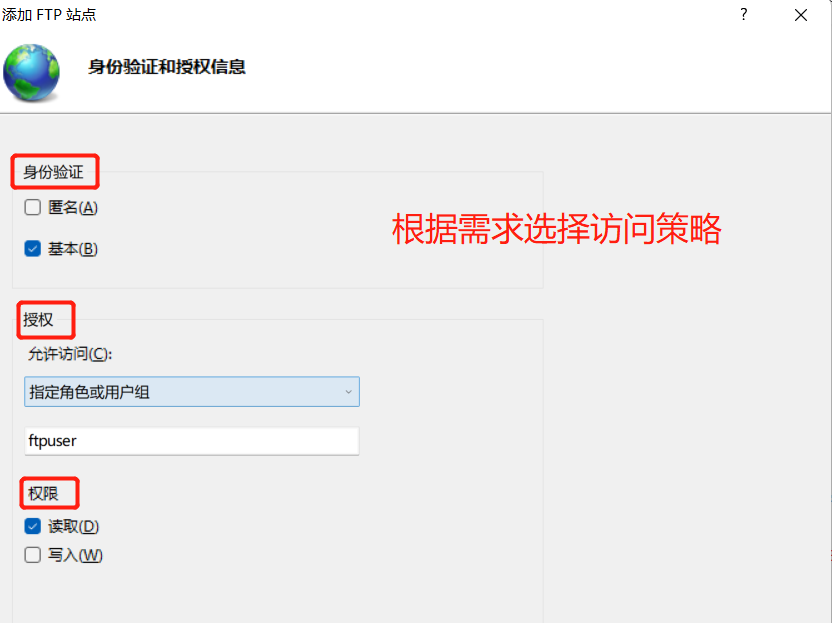 添加 FTP 站点
?
身份验证和授权信息
身份验证
匿名(A)
根据需求选择访问策略
基本(B)
授权
允许访问(C):
指定角色或用户组
ftpuser
权限
读取(D)
写入(W)